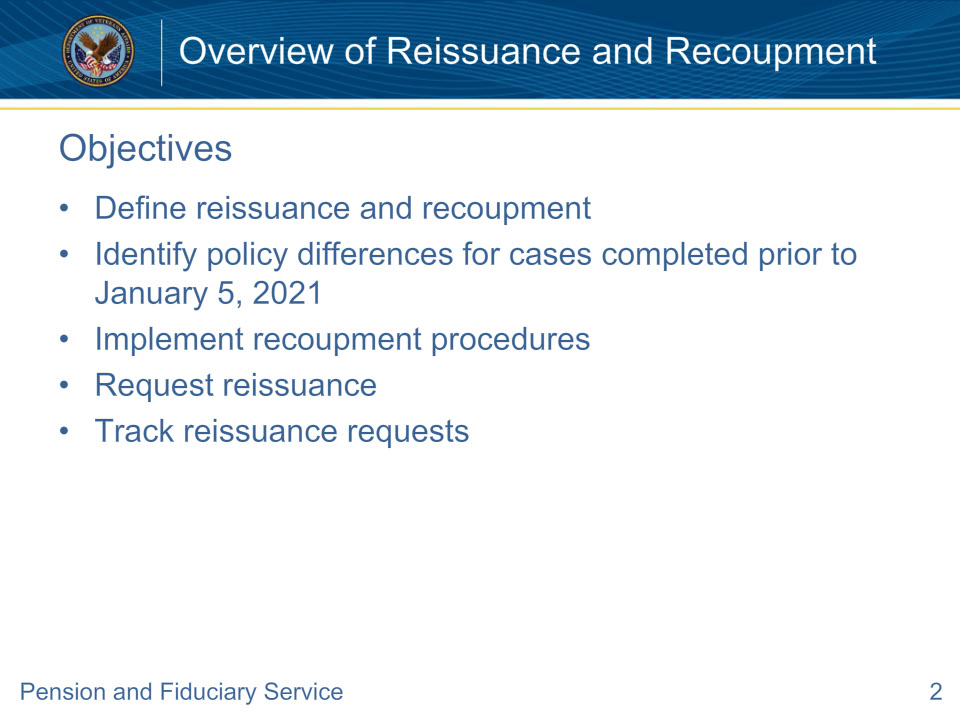 Overview of Reissuance and Recoupment
Objectives
• Define reissuance and recoupment
• Identify policy differences for cases completed prior to
January 5, 2021
• Implement recoupment procedures
• Request reissuance
• Track reissuance requests
Pension and Fiduciary Service
2